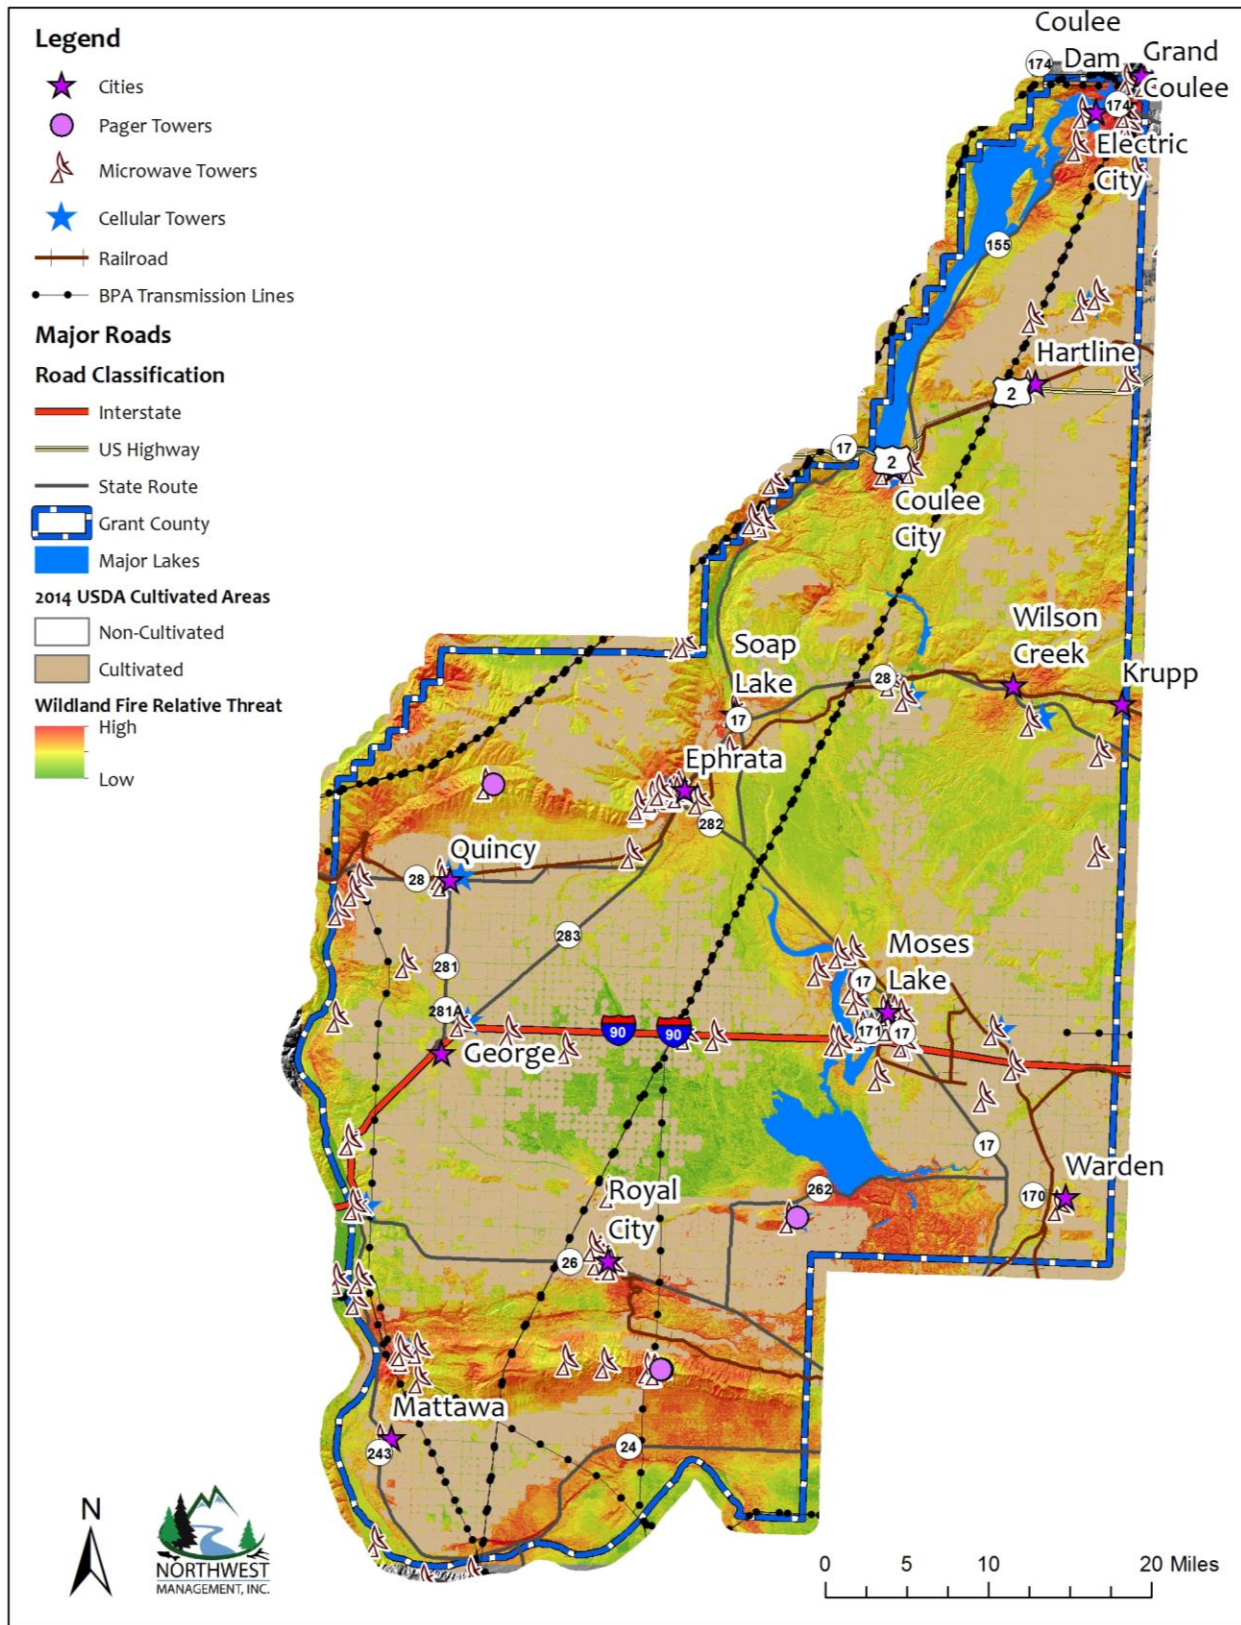 Legend
Cities
Pager Towers
Microwave Towers
Cellular Towers
Railroad
BPA Transmission Lines
Major Roads
Road Classification
Interstate
US Highway
State Route
Grant County
Major Lakes
2014 USDA Cultivated Areas
Non-Cultivated
Cultivated
Wildland Fire Relative Threat
High
Low
Coulee
Dam
Grand
Coulee
174
174
Electric
City
155
Hartline
2
17
2
Coulee
City
Wilson
Creek
Krupp
Soap
Lake
28
17
Ephrata
282
Quincy
28
283
281
281A
Moses
Lake
17
171
17
90
90
George
17
Warden
170
262
Royal
City
26
Mattawa
243
24
N
NORTHWEST
MANAGEMENT, INC.
0 5 10 20 Miles